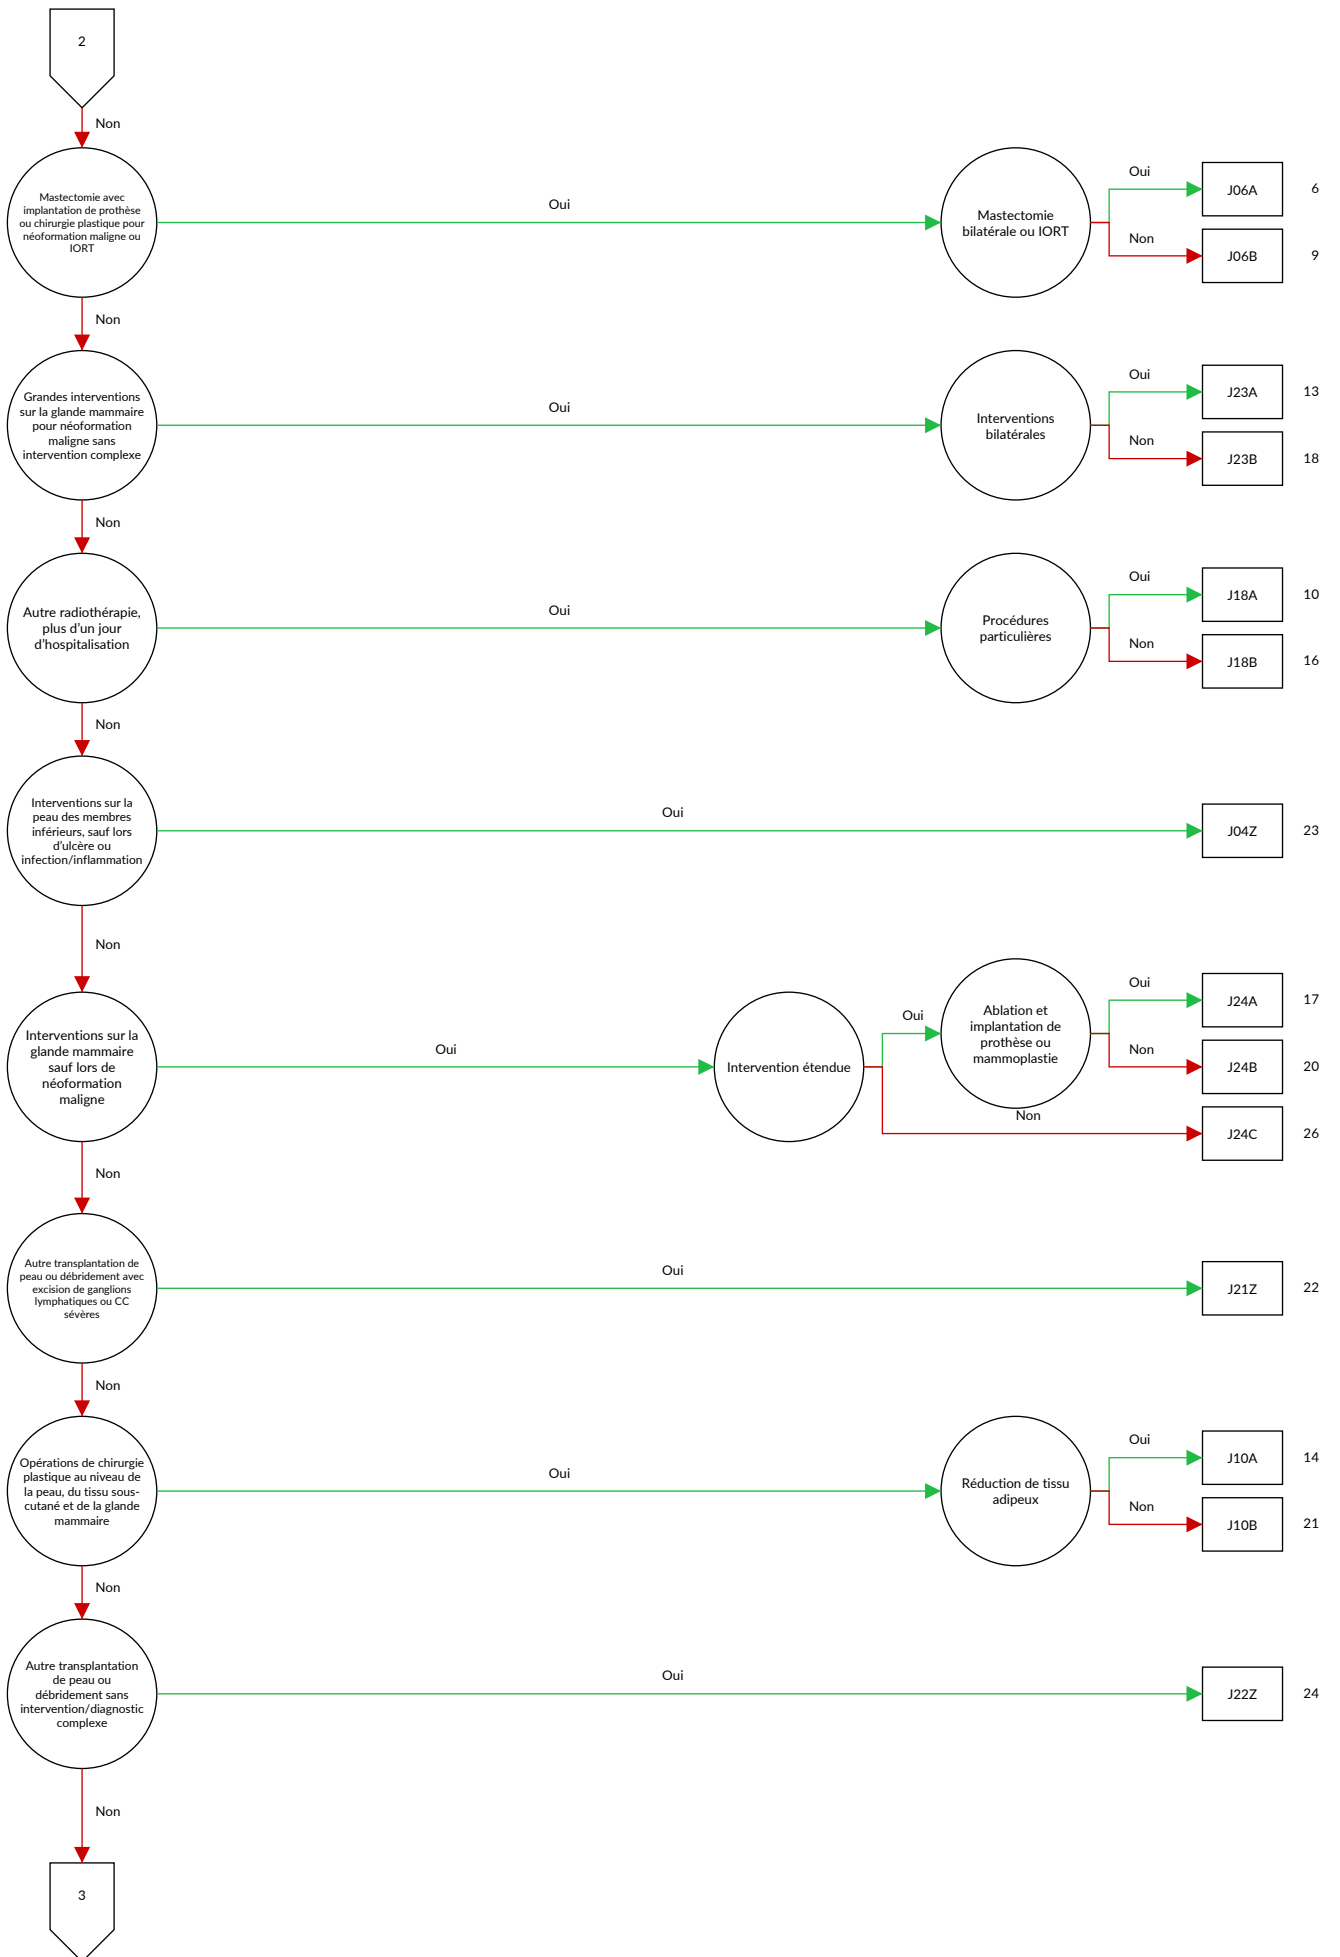 2
Non
Mastectomie avec
implantation de prothèse
ou chirurgie plastique pour
néoformation maligne ou
IORT
Oui
Mastectomie
bilatérale ou IORT
Oui
J06A
6
Non
J06B
9
Non
Grandes interventions
sur la glande mammaire
pour néoformation
maligne sans
intervention complexe
Oui
Interventions
bilatérales
Oui
J23A
13
Non
J23B
18
Non
Autre radiothérapie,
plus d'un jour
d'hospitalisation
Oui
Procédures
particulières
Oui
J18A
10
Non
J18B
16
Non
Interventions sur la
peau des membres
inférieurs, sauf lors
d'ulcère ou
infection/inflammation
Oui
J04Z
23
Non
Interventions sur la
glande mammaire
sauf lors de
néoformation
maligne
Oui
Intervention étendue
Oui
Ablation et
implantation de
prothèse ou
mammoplastie
Oui
J24A
17
Non
J24B
20
Non
J24C
26
Non
Autre transplantation de
peau ou débridement avec
excision de ganglions
lymphatiques ou CC
sévères
Oui
J21Z
22
Non
Opérations de chirurgie
plastique au niveau de
la peau, du tissu sous-
cutané et de la glande
mammaire
Oui
Réduction de tissu
adipeux
Oui
J10A
14
Non
J10B
21
Non
Autre transplantation
de peau ou
débridement sans
intervention/diagnostic
complexe
Oui
J22Z
24
Non
3